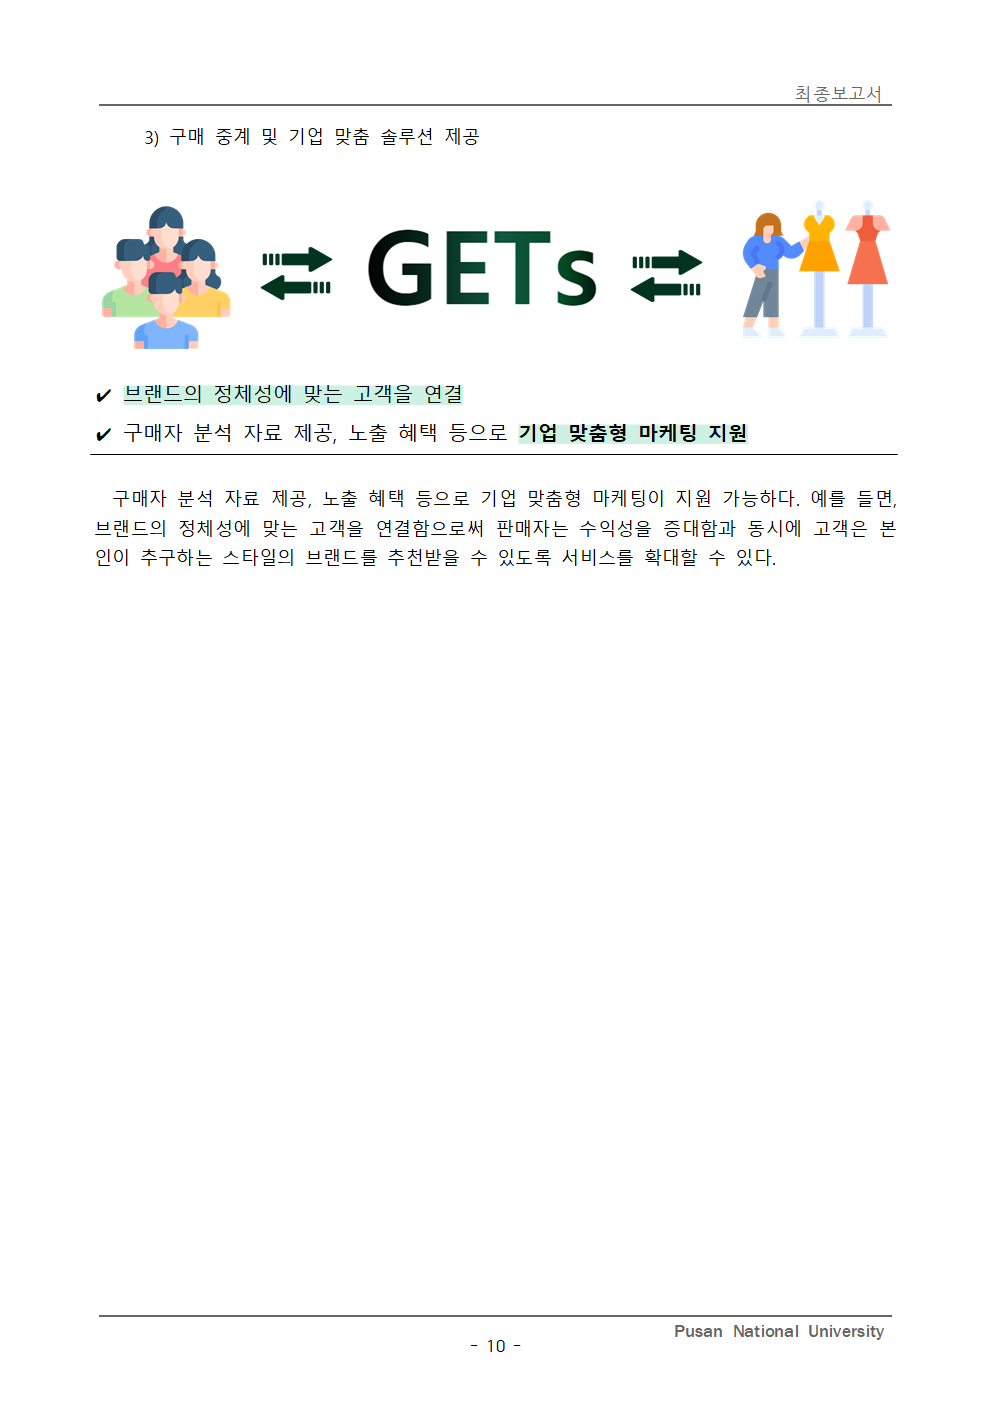 최종보고서
3) 구매 중계 및 기업 맞춤 솔루션 제공
GETs
✔ 브랜드의 정체성에 맞는 고객을 연결
✔ 구매자 분석 자료 제공, 노출 혜택 등으로 기업 맞춤형 마케팅 지원
구매자 분석 자료 제공, 노출 혜택 등으로 기업 맞춤형 마케팅이 지원 가능하다. 예를 들면,
브랜드의 정체성에 맞는 고객을 연결함으로써 판매자는 수익성을 증대함과 동시에 고객은 본
인이 추구하는 스타일의 브랜드를 추천받을 수 있도록 서비스를 확대할 수 있다.
Pusan National University
- 10 -